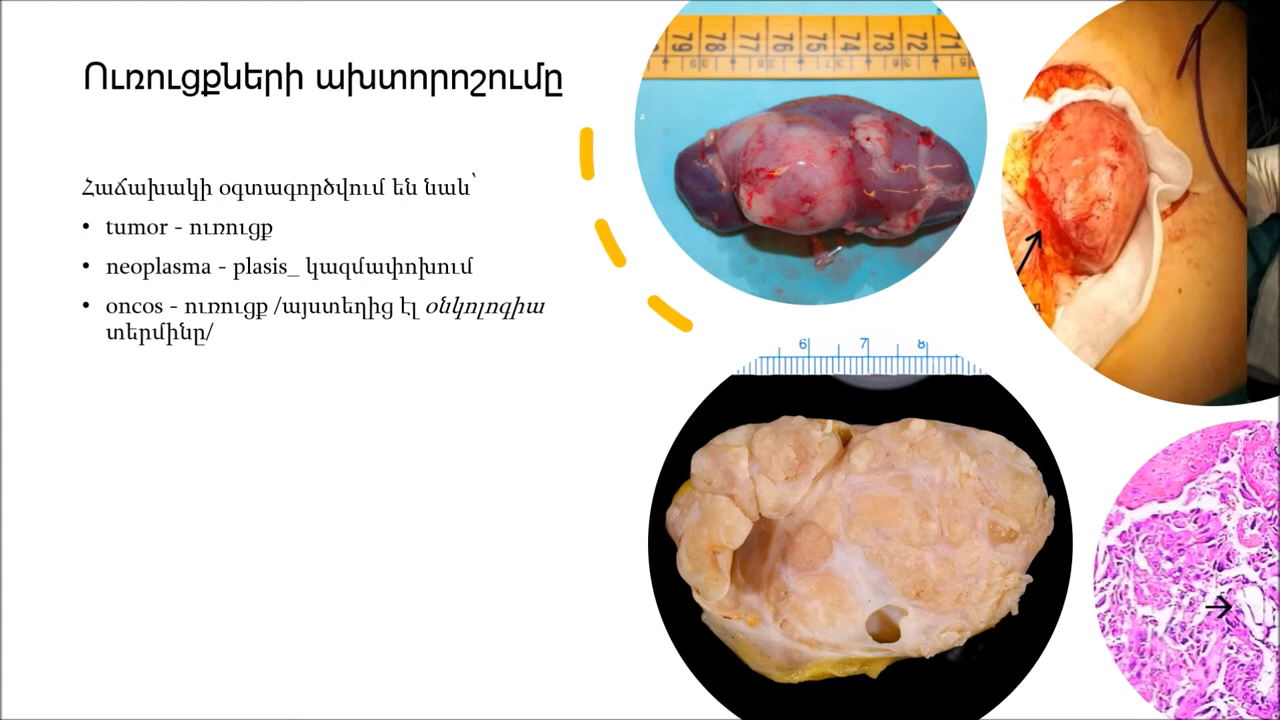 Ուռուցքների ախտորոշումը
Հաճախակի օգտագործվում են նաև՝
• tumor - ուռուցք
• neoplasma - plasis_ կազմափոխում
• oncos - ուռուցք /այստեղից էլ օնկոլոգիա
տերմինը/
79 78 77 76 75 74 73 72 71
a
6 7 8